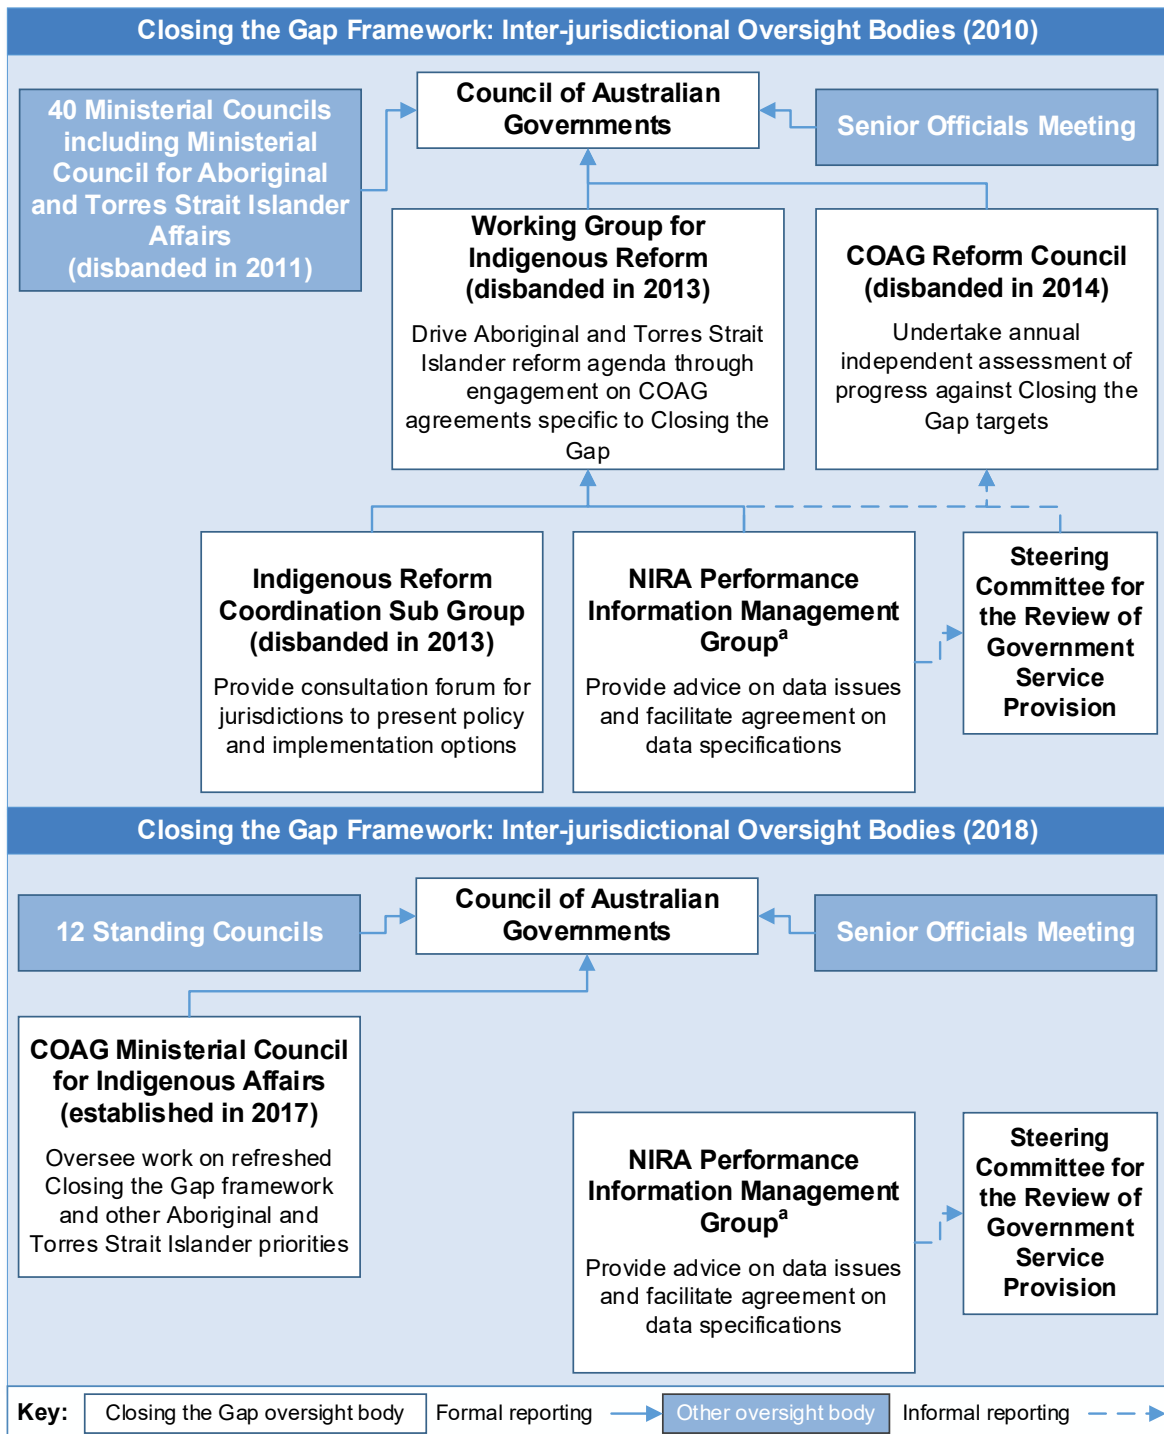 Closing the Gap Framework: Inter-jurisdictional Oversight Bodies (2010)
40 Ministerial Councils
including Ministerial
Council for Aboriginal
and Torres Strait Islander
Affairs
(disbanded in 2011)
Council of Australian
Governments
Senior Officials Meeting
Working Group for
Indigenous Reform
(disbanded in 2013)
Drive Aboriginal and Torres Strait
Islander reform agenda through
engagement on COAG
agreements specific to Closing the
Gap
COAG Reform Council
(disbanded in 2014)
Undertake annual
independent assessment of
progress against Closing the
Gap targets
Indigenous Reform
Coordination Sub Group
(disbanded in 2013)
Provide consultation forum for
jurisdictions to present policy
and implementation options
NIRA Performance
Information Management
Groupᵃ
Provide advice on data issues
and facilitate agreement on
data specifications
Steering
Committee for
the Review of
Government
Service
Provision
Closing the Gap Framework: Inter-jurisdictional Oversight Bodies (2018)
12 Standing Councils
Council of Australian
Governments
Senior Officials Meeting
COAG Ministerial Council
for Indigenous Affairs
(established in 2017)
Oversee work on refreshed
Closing the Gap framework
and other Aboriginal and
Torres Strait Islander priorities
NIRA Performance
Information Management
Groupᵃ
Provide advice on data issues
and facilitate agreement on
data specifications
Steering
Committee for
the Review of
Government
Service
Provision
Key: Closing the Gap oversight body Formal reporting Other oversight body Informal reporting